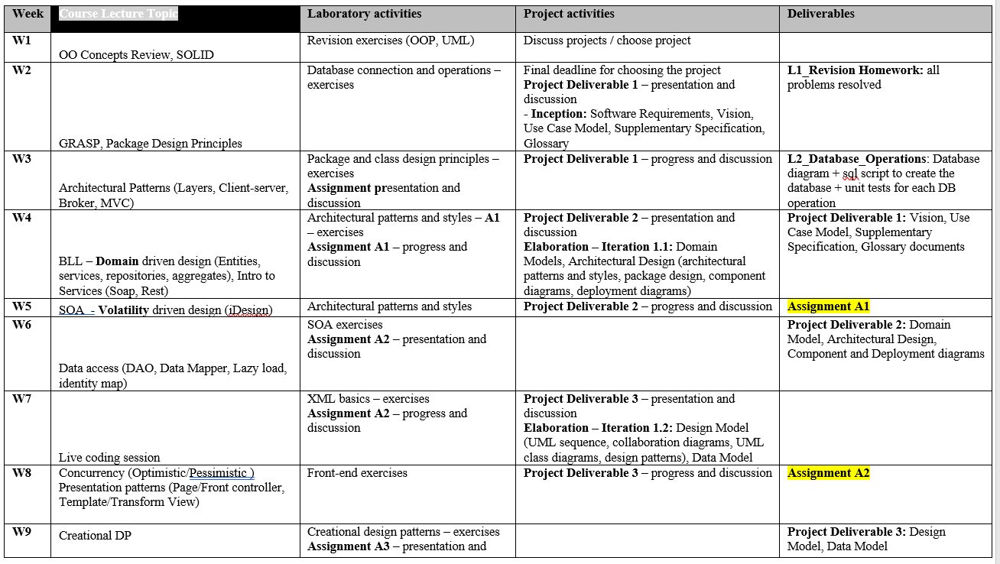 Week
Course Lecture Topic
Laboratory activities
Project activities
Deliverables
W1
OO Concepts Review, SOLID
Revision exercises (OOP, UML)
Discuss projects / choose project
W2
GRASP, Package Design Principles
Database connection and operations –
exercises
Final deadline for choosing the project
Project Deliverable 1 – presentation and
discussion
- Inception: Software Requirements, Vision,
Use Case Model, Supplementary Specification,
Glossary
L1_Revision Homework: all
problems resolved
W3
Architectural Patterns (Layers, Client-server,
Broker, MVC)
Package and class design principles –
exercises
Assignment presentation and
discussion
Project Deliverable 1 – progress and discussion
L2_Database_Operations: Database
diagram + sql script to create the
database + unit tests for each DB
operation
W4
BLL – Domain driven design (Entities,
services, repositories, aggregates), Intro to
Services (Soap, Rest)
Architectural patterns and styles – A1
– exercises
Assignment A1 – progress and
discussion
Project Deliverable 2 – presentation and
discussion
Elaboration – Iteration 1.1: Domain
Models, Architectural Design (architectural
patterns and styles, package design, component
diagrams, deployment diagrams)
Project Deliverable 1: Vision, Use
Case Model, Supplementary
Specification, Glossary documents
W5
SOA - Volatility driven design (iDesign)
Architectural patterns and styles
Project Deliverable 2 – progress and discussion
Assignment A1
W6
Data access (DAO, Data Mapper, Lazy load,
identity map)
SOA exercises
Assignment A2 – presentation and
discussion
Project Deliverable 2: Domain
Model, Architectural Design,
Component and Deployment diagrams
W7
Live coding session
XML basics – exercises
Assignment A2 – progress and
discussion
Project Deliverable 3 – presentation and
discussion
Elaboration – Iteration 1.2: Design Model
(UML sequence, collaboration diagrams, UML
class diagrams, design patterns), Data Model
W8
Concurrency (Optimistic/Pessimistic )
Presentation patterns (Page/Front controller,
Template/Transform View)
Front-end exercises
Project Deliverable 3 – progress and discussion
Assignment A2
W9
Creational DP
Creational design patterns – exercises
Assignment A3 – presentation and
Project Deliverable 3: Design
Model, Data Model